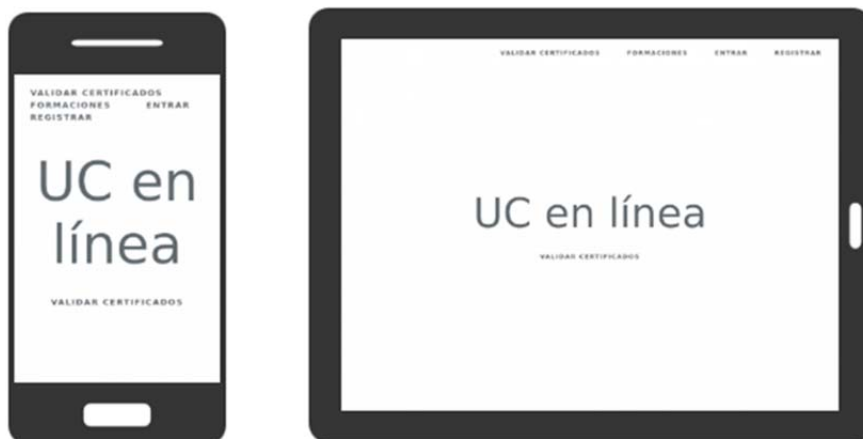 VALIDAR CERTIFICADOS
FORMACIONES ENTRAR
REGISTRAR
UC en
línea
VALIDAR CERTIFICADOS
VALIDAR CERTIFICADOS FORMACIONES ENTRAR REGISTRAR
UC en línea
VALIDAR CERTIFICADOS